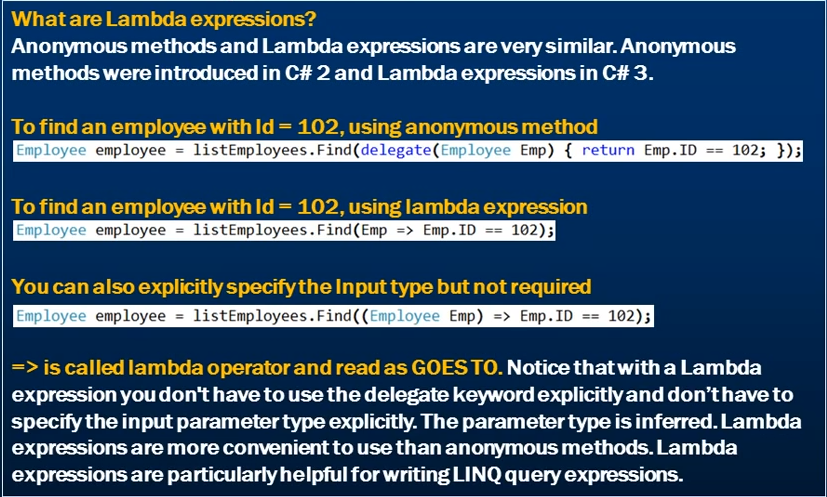 What are Lambda expressions?
Anonymous methods and Lambda expressions are very similar. Anonymous
methods were introduced in C# 2 and Lambda expressions in C# 3.
To find an employee with Id = 102, using anonymous method
Employee employee = listEmployees.Find(delegate(Employee Emp) { return Emp.ID == 102; });
To find an employee with Id = 102, using lambda expression
Employee employee = listEmployees.Find(Emp => Emp.ID == 102);
You can also explicitly specify the Input type but not required
Employee employee = listEmployees.Find((Employee Emp) => Emp.ID == 102);
=> is called lambda operator and read as GOES TO. Notice that with a Lambda
expression you don't have to use the delegate keyword explicitly and don’t have to
specify the input parameter type explicitly. The parameter type is inferred. Lambda
expressions are more convenient to use than anonymous methods. Lambda
expressions are particularly helpful for writing LINQ query expressions.